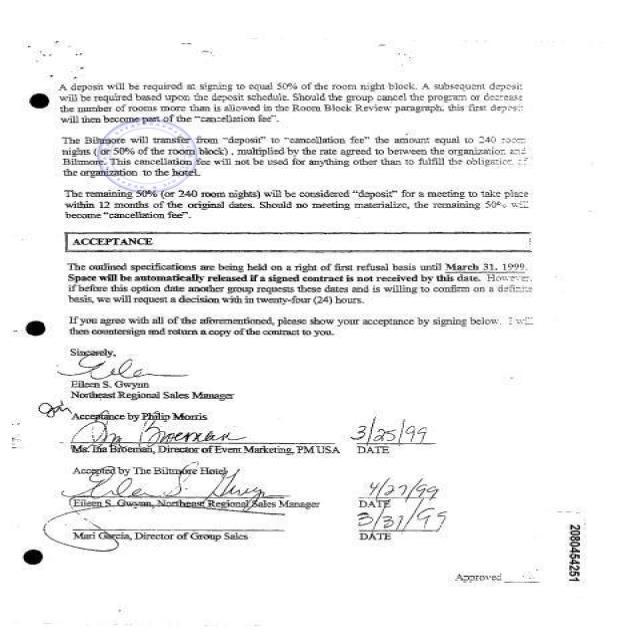 A deposit will be required at signing to equal 50% of the room night block. A subsequent deposit
will be required based upon the deposit schedule. Should the group cancel the program or decrease
the number of rooms more than is allowed in the Room Block Review paragraph, this first deposit
will then become part of the "cancellation fee".
The Biltmore will transfer from "deposit" to "cancellation fee" the amount equal to 240 room
nights ( or 50% of the room block) , multiplied by the rate agreed to between the organization and
Biltmore. This cancellation fee will not be used for anything other than to fulfill the obligation of
the organization to the hotel.
The remaining 50% (or 240 room nights) will be considered "deposit" for a meeting to take place
within 12 months of the original dates. Should no meeting materialize, the remaining 50% will
become "cancellation fee".
ACCEPTANCE
The outlined specifications are being held on a right of first refusal basis until March 31, 1999.
Space will be automatically released if a signed contract is not received by this date. However,
if before this option date another group requests these dates and is willing to confirm on a definite
basis, we will request a decision with in twenty-four (24) hours.
If you agree with all of the aforementioned, please show your acceptance by signing below. I will
then countersign and return a copy of the contract to you.
Sincerely,
Eileen S. Gwynn
Northeast Regional Sales Manager
Acceptance by Philip Morris
Broeman 3/25/99
Ms. Ina Broeman, Director of Event Marketing, PM USA DATE
Accepted by The Biltmore Hotel
4/27/99
Eileen S. Gwynn, Northeast Regional Sales Manager DATE
3/31/99
Mari Garcia, Director of Group Sales DATE
2080454251
Approved